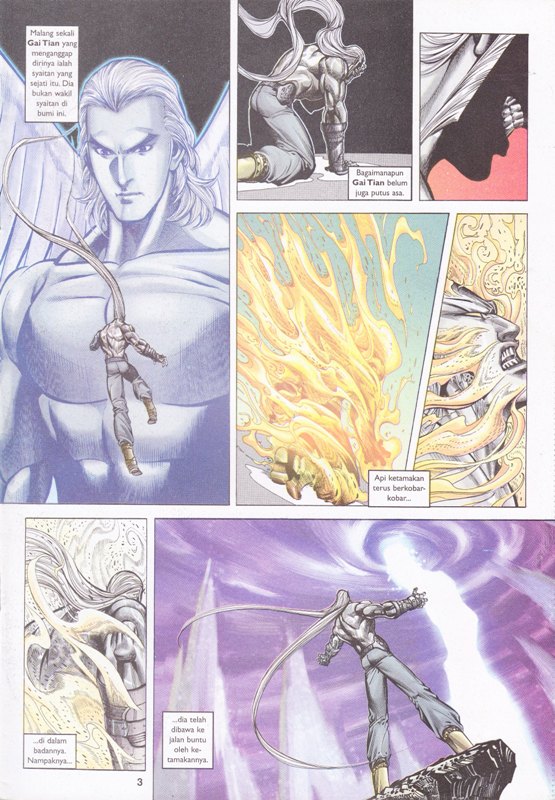 Malang sekali
Gai Tian yang
menganggap
dirinya ialah
syaitan yang
sejati itu. Dia
bukan wakil
syaitan di
bumi ini.
Bagaimanapun
Gai Tian belum
juga putus asa.
Api ketamakan
terus berkobar-
kobar...
...di dalam
badannya.
Nampaknya...
...dia telah
dibawa ke
jalan buntu
oleh ke-
tamakannya.
3